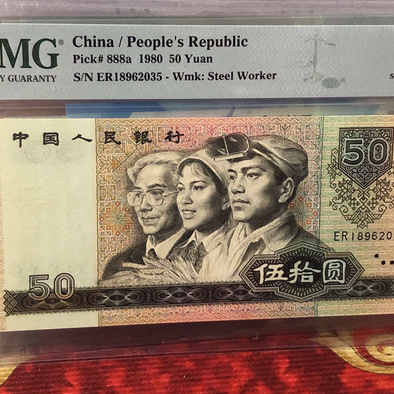 MG China / People's Republic
Y GUARANTY Pick# 888a 1980 50 Yuan
S/N ER18962035 - Wmk: Steel Worker
中国人民银行
50
ER189620
50
伍拾圆